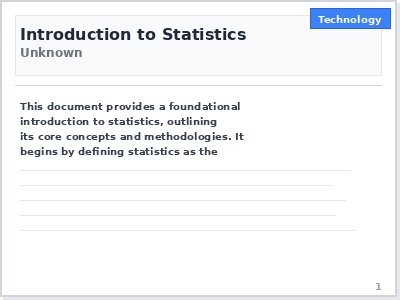 Technology
Introduction to Statistics
Unknown
This document provides a foundational
introduction to statistics, outlining
its core concepts and methodologies. It
begins by defining statistics as the
1